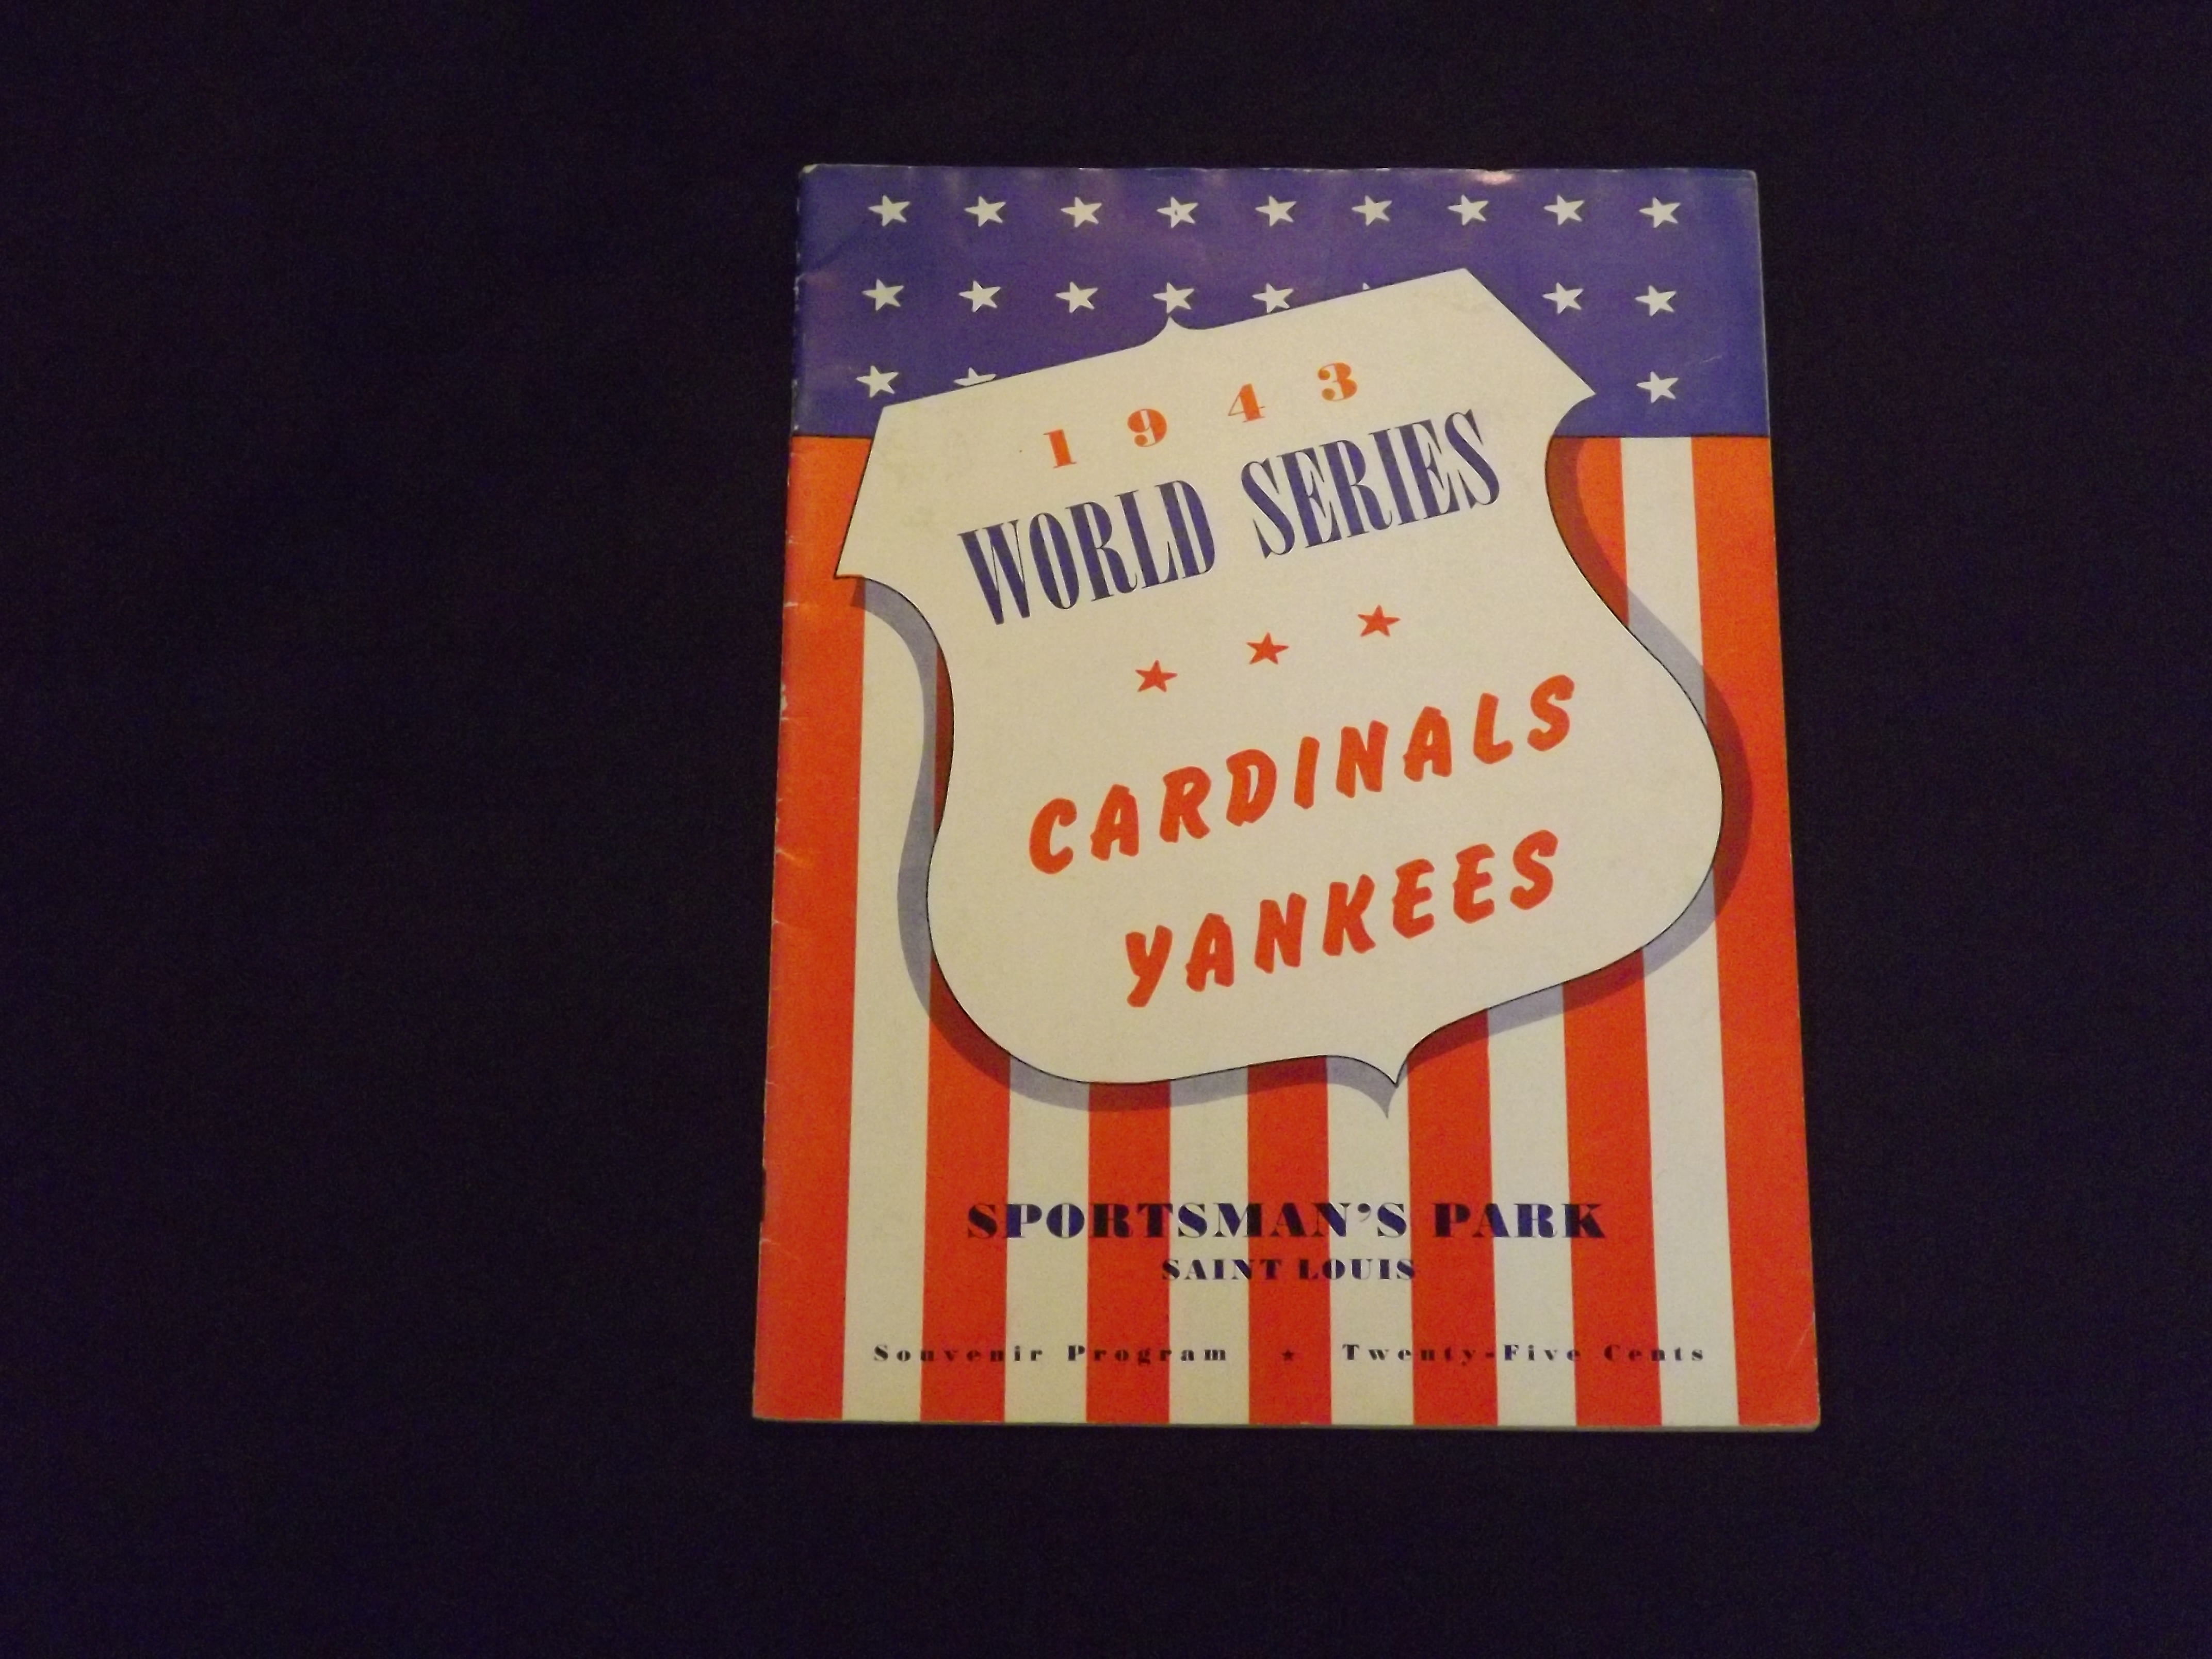 1943
WORLD SERIES
CARDINALS
YANKEES
SPORTSMAN'S PARK
SAINT LOUIS
Souvenir Program ★ Twenty-Five Cents